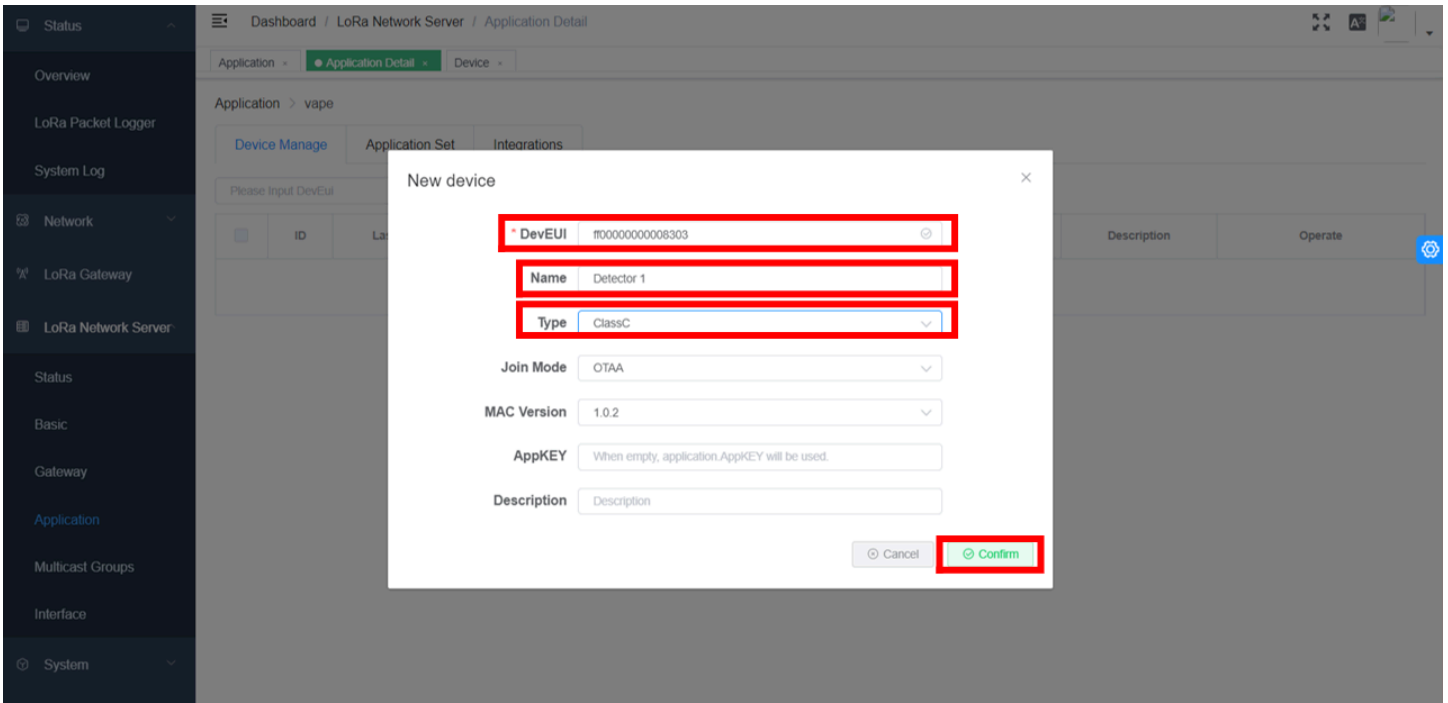 Status
Overview
LoRa Packet Logger
System Log
Network
LoRa Gateway
LoRa Network Server
Status
Basic
Gateway
Application
Multicast Groups
Interface
System
Dashboard / LoRa Network Server / Application Detail
Application × Application Detail × Device ×
Application > vape
Device Manage Application Set Integrations
Please Input DevEui
ID Description Operate
New device
* DevEUI ff00000000008303
Name Detector 1
Type ClassC
Join Mode OTAA
MAC Version 1.0.2
AppKEY When empty, application.AppKEY will be used.
Description Description
Cancel Confirm